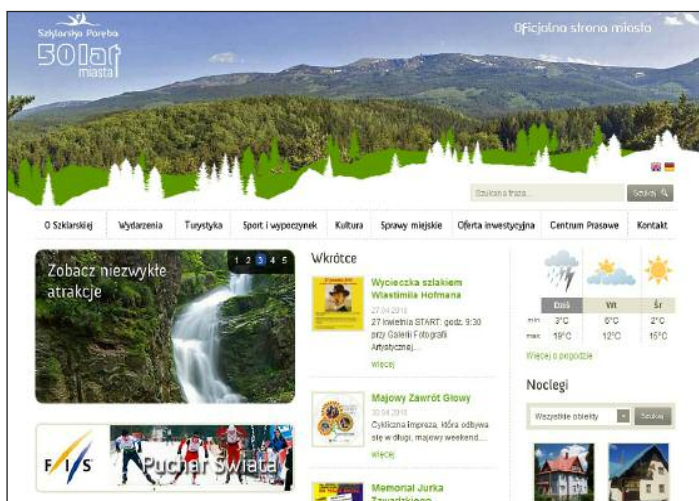 Szklarska Poręba
50 lat
miasta
Oficjalna strona miasta
Szukana fraza...
Szukaj
O Szklarskiej Wydarzenia Turystyka Sport i wypoczynek Kultura Sprawy miejskie Oferta inwestycyjna Centrum Prasowe Kontakt
Zobacz niezwykłe
atrakcje
1 2 3 4 5
FIS
Puchar Świata
Wkrótce
Wycieczka szlakiem
Wlastimila Hofmana
27.04.2010
27 kwietnia START: godz. 9:30
przy Galerii Fotografii
Artystycznej...
więcej
Majowy Zawrót Głowy
30.04.2010
Cykliczna impreza, która odbywa
się w długi, majowy weekend....
więcej
Memoriał Jurka
Zawadzkiego
Dziś Wt Śr
min 3°C 6°C 2°C
max 19°C 12°C 15°C
Więcej o pogodzie
Noclegi
Wszystkie obiekty
Szukaj